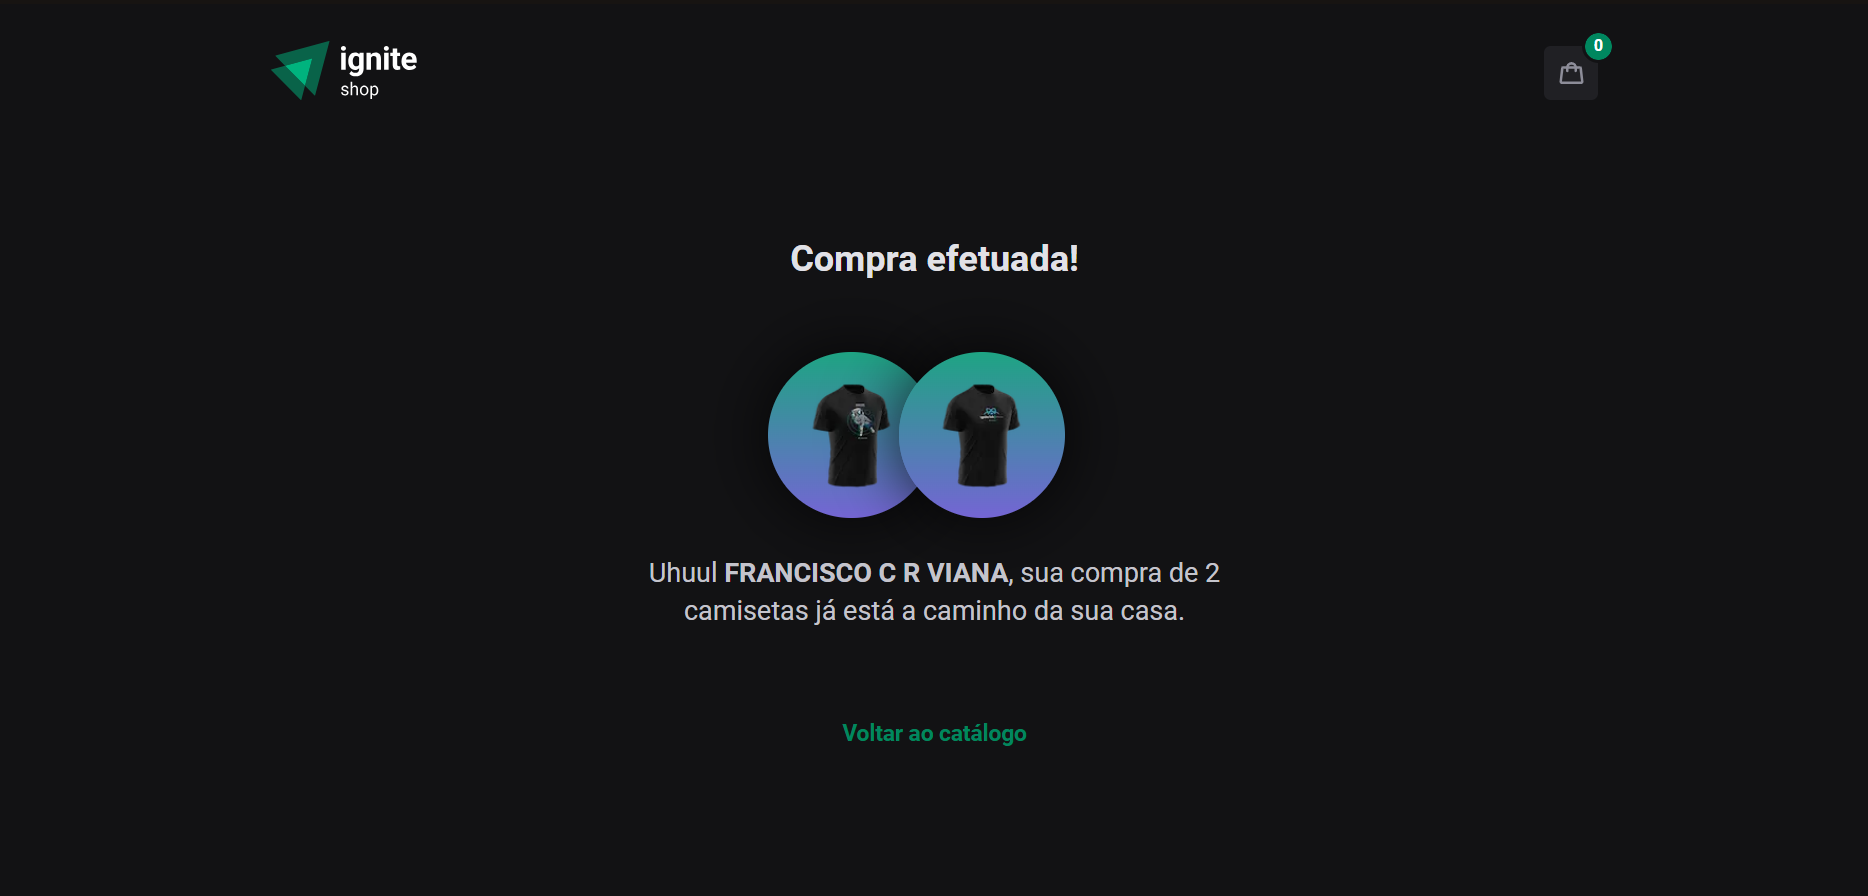 ignite
shop
0
Compra efetuada!
Uhuul FRANCISCO C R VIANA, sua compra de 2
camisetas já está a caminho da sua casa.
Voltar ao catálogo